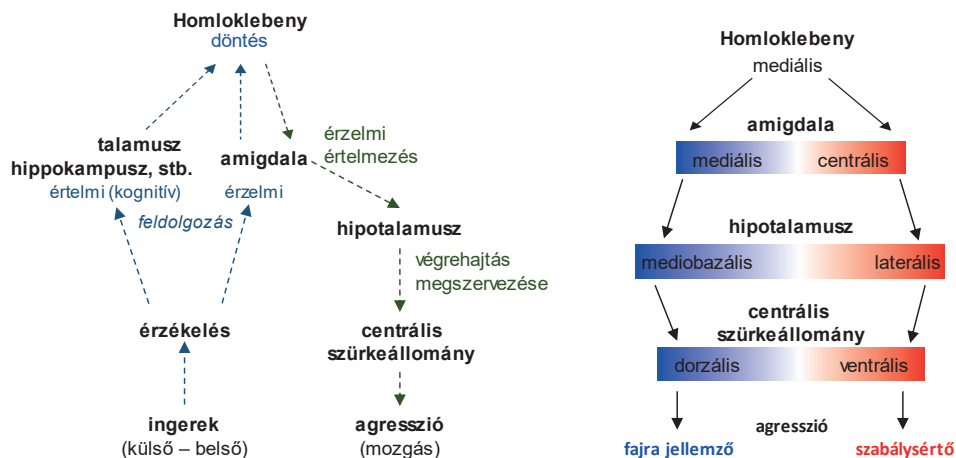 Homloklebeny
döntés
talamusz
hippokampusz, stb.
értelmi (kognitív)
amigdala
érzelmi
feldolgozás
érzelmi
értelmezés
hipotalamusz
végrehajtás
megszervezése
érzékelés
centrális
szürkeállomány
ingerek
(külső – belső)
agresszió
(mozgás)
Homloklebeny
mediális
amigdala
mediális centrális
hipotalamusz
mediobazális laterális
centrális
szürkeállomány
dorzális ventrális
agresszió
fajra jellemző szabálysértő